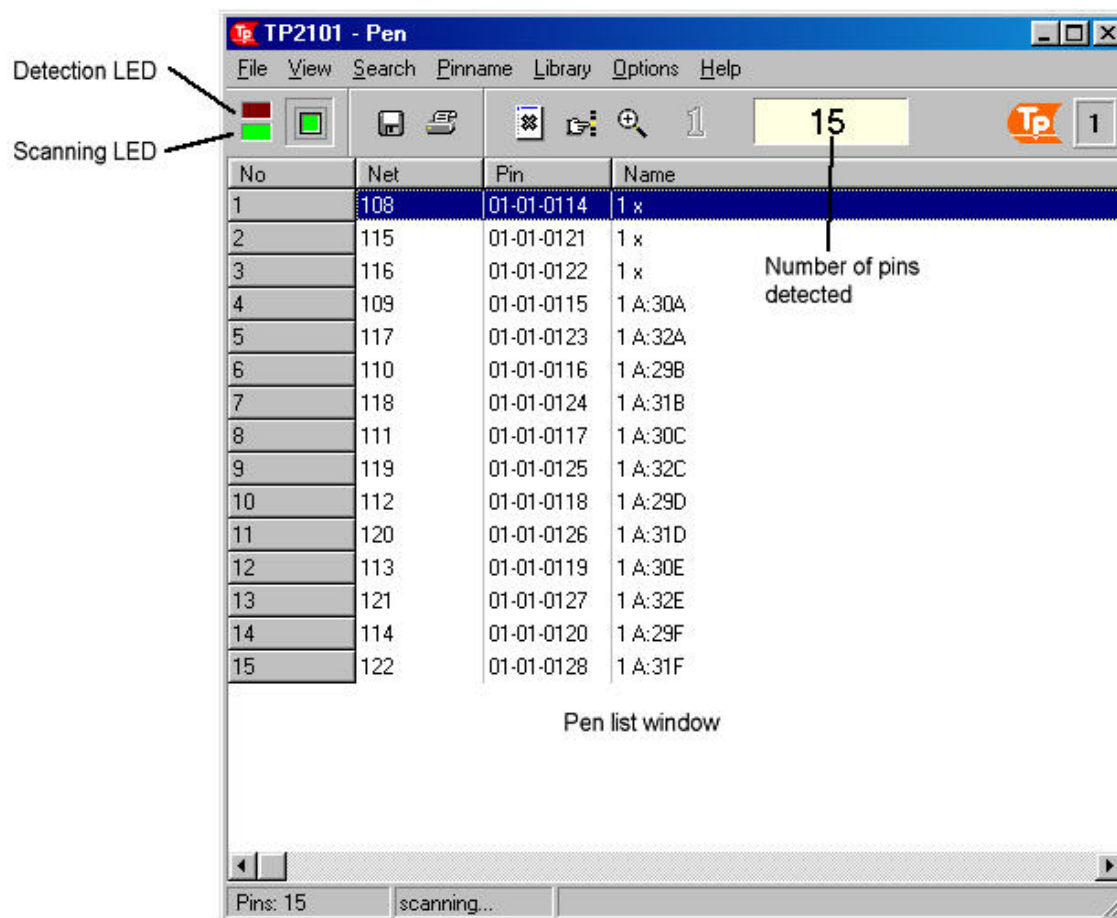 TP2101 - Pen
File View Search Pinname Library Options Help
Detection LED
Scanning LED
1 15 Tp 1
No Net Pin Name
1 108 01-01-0114 1 x
2 115 01-01-0121 1 x
3 116 01-01-0122 1 x
4 109 01-01-0115 1 A:30A
5 117 01-01-0123 1 A:32A
6 110 01-01-0116 1 A:29B
7 118 01-01-0124 1 A:31B
8 111 01-01-0117 1 A:30C
9 119 01-01-0125 1 A:32C
10 112 01-01-0118 1 A:29D
11 120 01-01-0126 1 A:31D
12 113 01-01-0119 1 A:30E
13 121 01-01-0127 1 A:32E
14 114 01-01-0120 1 A:29F
15 122 01-01-0128 1 A:31F
Number of pins
detected
Pen list window
Pins: 15 scanning...